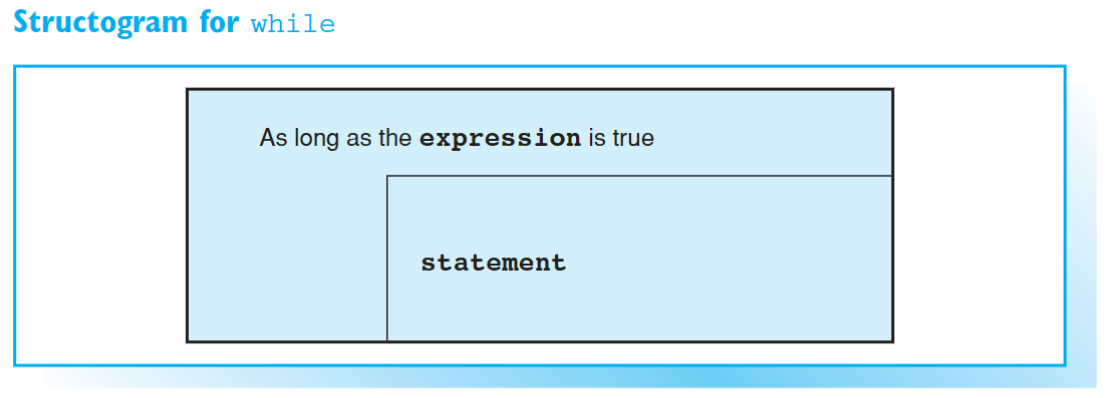 Structogram for while
As long as the expression is true
statement